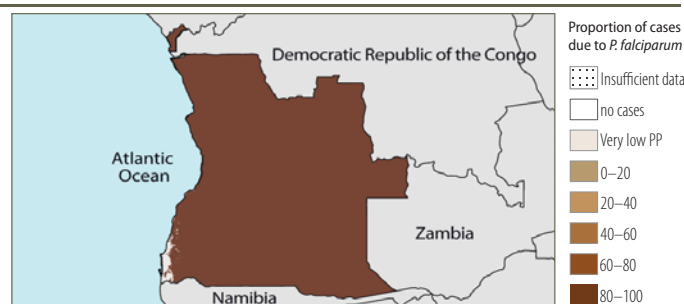 Proportion of cases
due to P. falciparum
Democratic Republic of the Congo
Insufficient data
no cases
Very low PP
Atlantic
Ocean
0–20
20–40
Zambia
40–60
60–80
Namibia
80–100